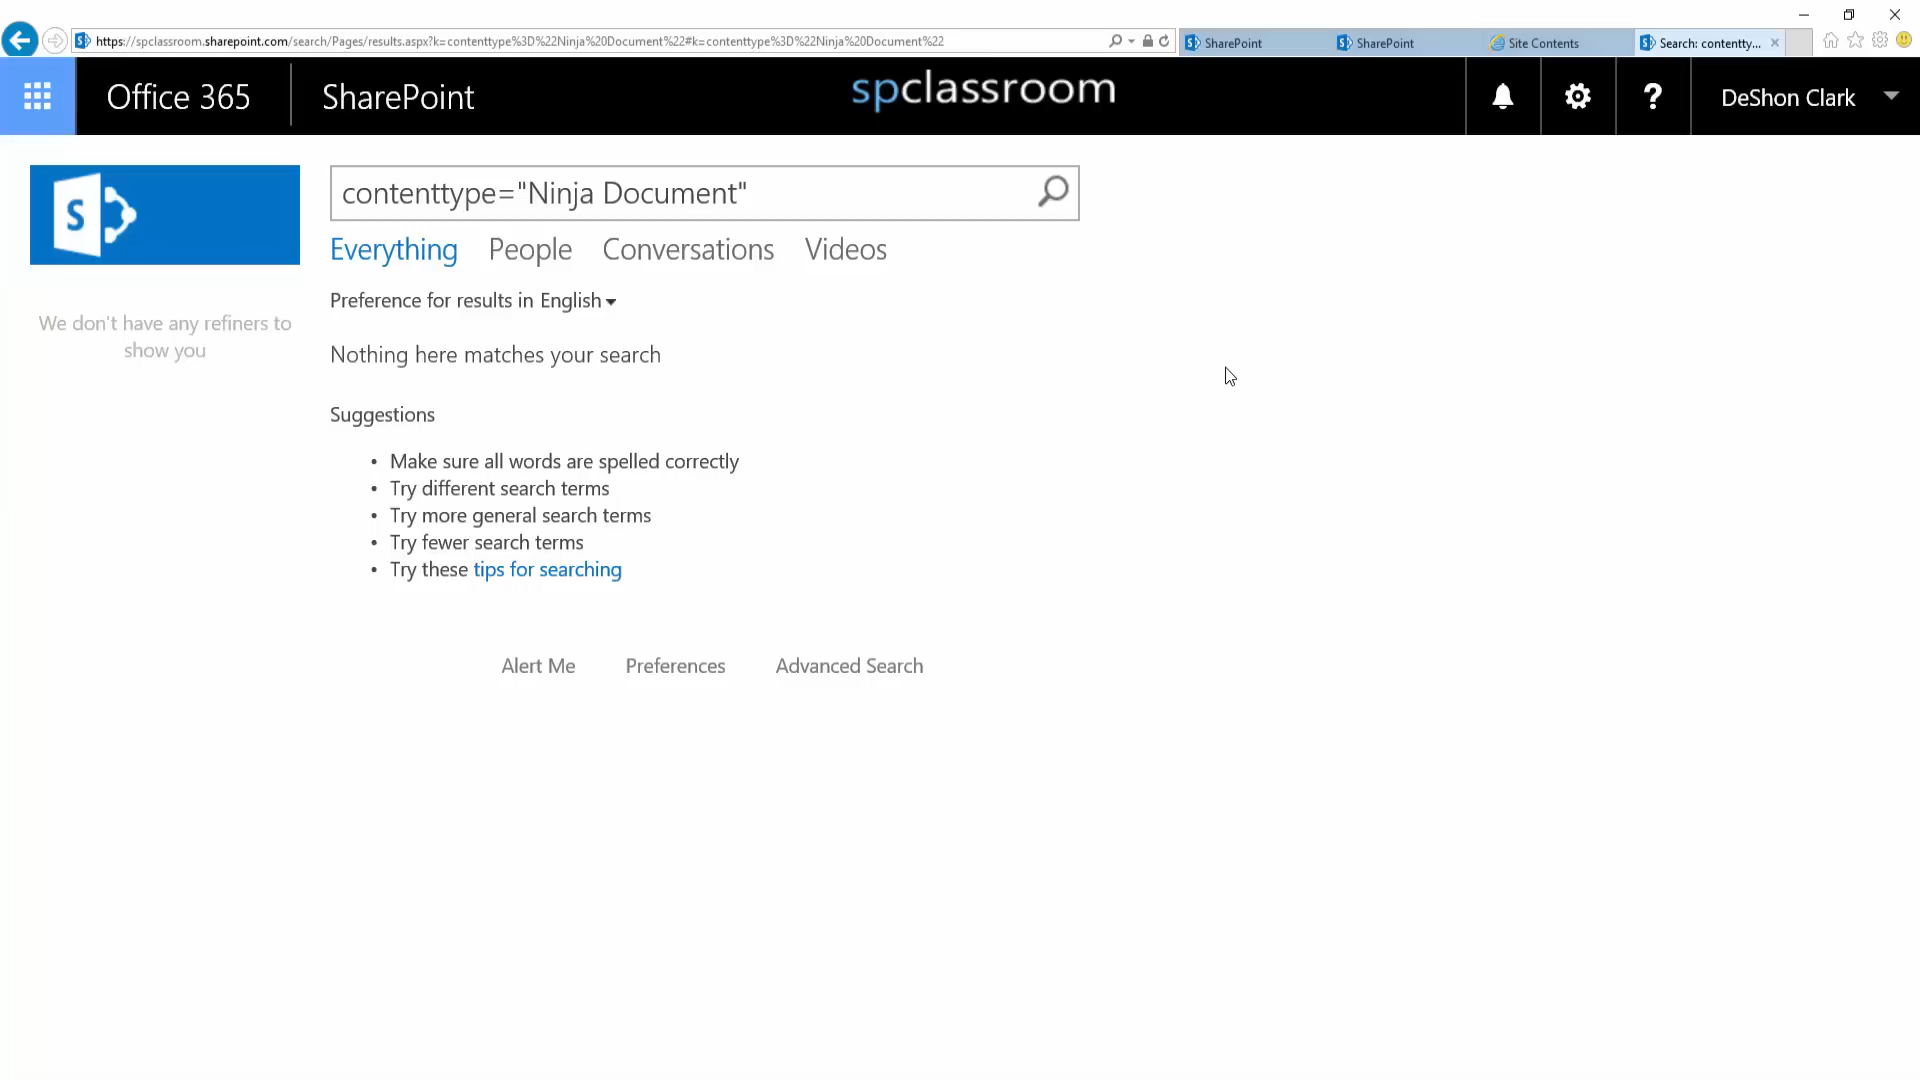 https://spclassroom.sharepoint.com/search/Pages/results.aspx?k=contenttype%3D%22Ninja%20Document%22#k=contenttype%3D%22Ninja%20Document%22
SharePoint
SharePoint
Site Contents
Search: contentty...
Office 365
SharePoint
spclassroom
?
DeShon Clark
S
contenttype="Ninja Document"
Everything People Conversations Videos
Preference for results in English
We don't have any refiners to
show you
Nothing here matches your search
Suggestions
• Make sure all words are spelled correctly
• Try different search terms
• Try more general search terms
• Try fewer search terms
• Try these tips for searching
Alert Me Preferences Advanced Search